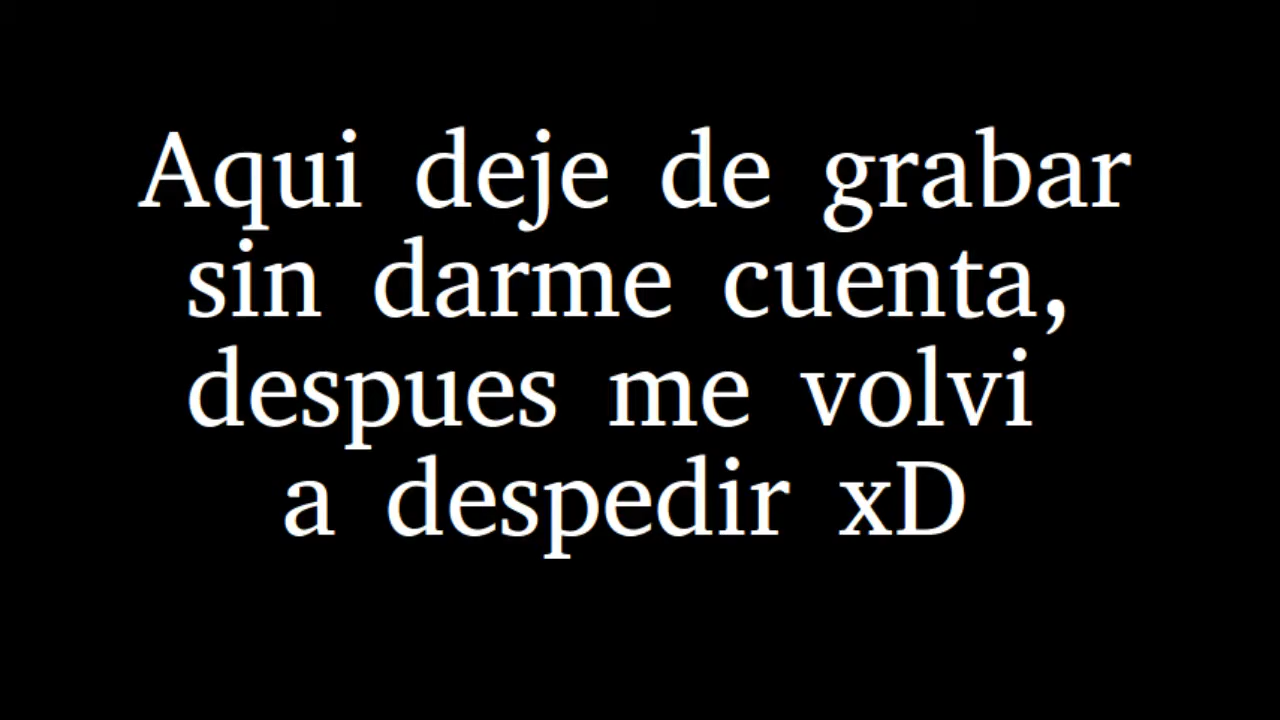 Aqui deje de grabar
sin darme cuenta,
despues me volvi
a despedir xD